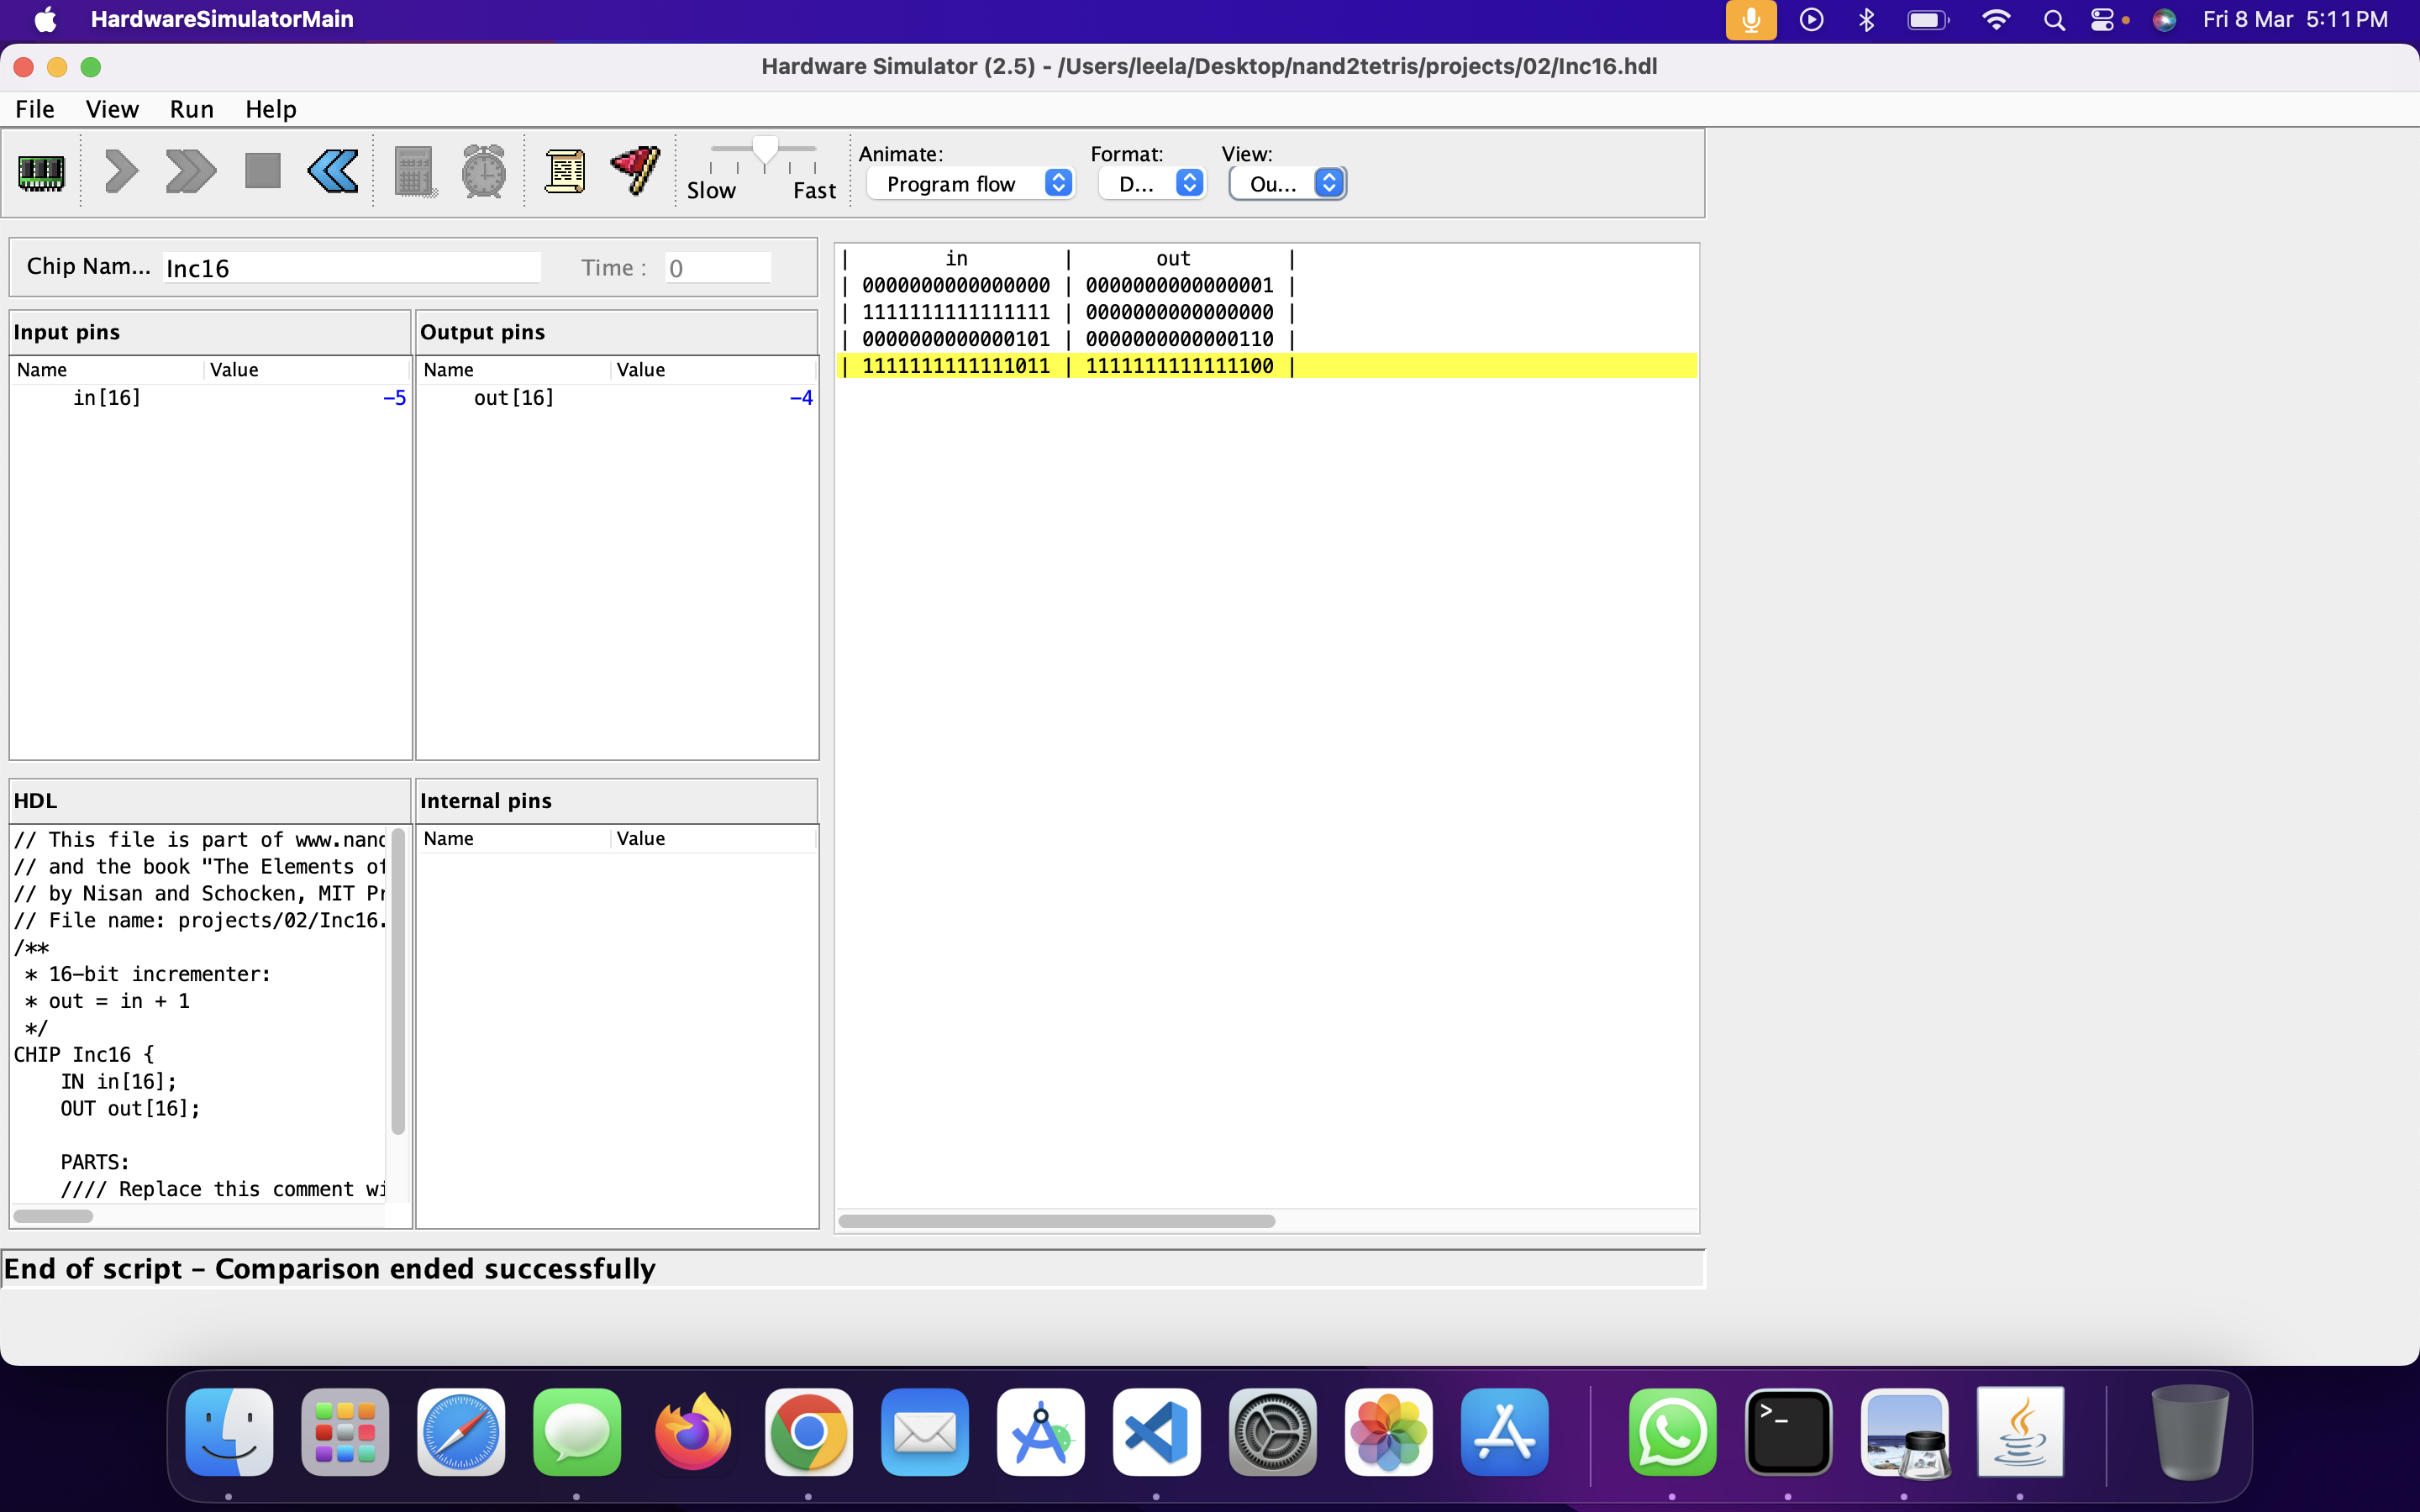 HardwareSimulatorMain
Fri 8 Mar 5:11 PM
Hardware Simulator (2.5) - /Users/leela/Desktop/nand2tetris/projects/02/Inc16.hdl
File View Run Help
Slow Fast
Animate: Format: View:
Program flow D... Ou...
Chip Nam... Inc16 Time : 0
Input pins
Name Value
in[16] -5
Output pins
Name Value
out[16] -4
HDL
// This file is part of www.nand
// and the book "The Elements of
// by Nisan and Schocken, MIT Pr
// File name: projects/02/Inc16.
/**
* 16-bit incrementer:
* out = in + 1
*/
CHIP Inc16 {
IN in[16];
OUT out[16];
PARTS:
//// Replace this comment wi
Internal pins
Name Value
| in | out |
| 0000000000000000 | 0000000000000001 |
| 1111111111111111 | 0000000000000000 |
| 0000000000000101 | 0000000000000110 |
| 1111111111111011 | 1111111111111100 |
End of script - Comparison ended successfully
>_